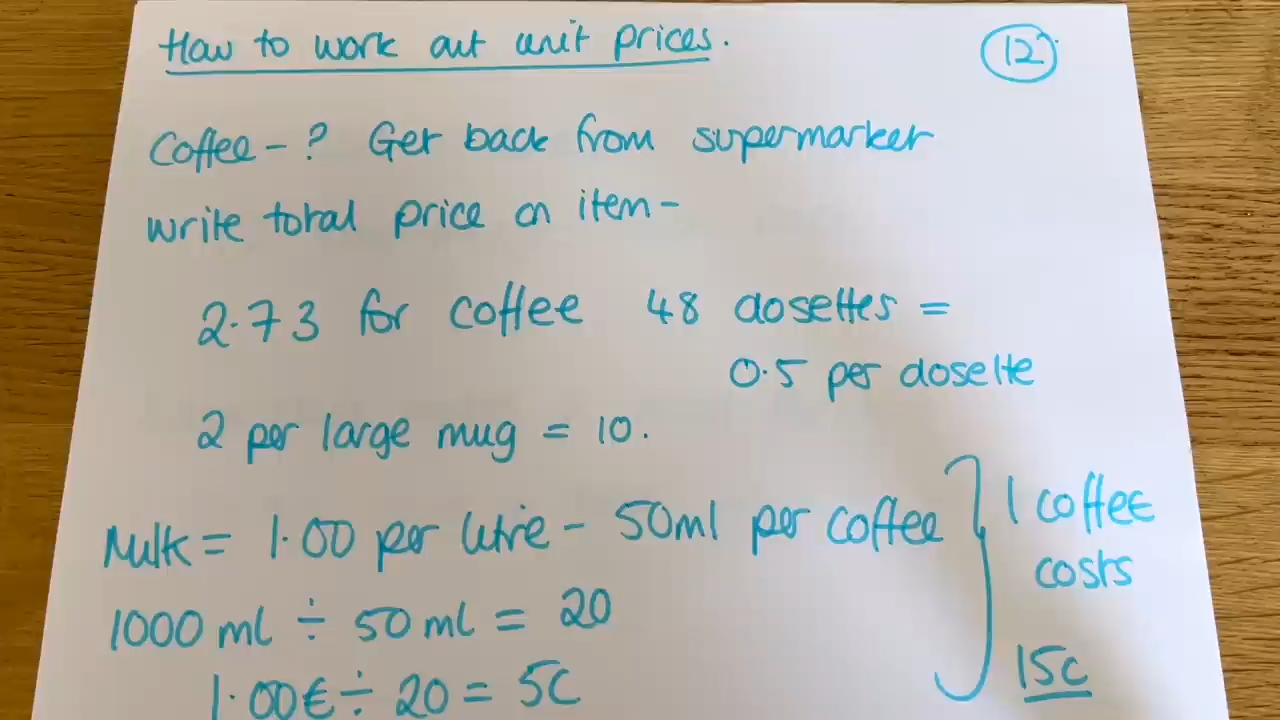 How to work out unit prices.
12
Coffee - ? Get back from supermarket
write total price on item -
2.73 for coffee 48 dosettes =
0.5 per dosette
2 per large mug = 10.
Milk = 1.00 per litre - 50ml per coffee
1000 ml ÷ 50 ml = 20
1.00€ ÷ 20 = 5C
1 coffee
costs
15c